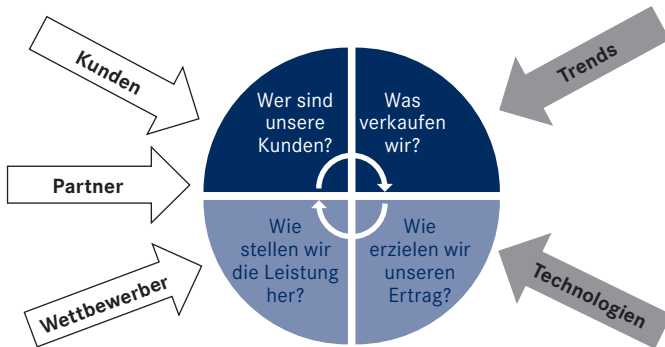 Kunden
Partner
Wettbewerber
Wer sind
unsere
Kunden?
Was
verkaufen
wir?
Wie
stellen wir
die Leistung
her?
Wie
erzielen wir
unseren
Ertrag?
Trends
Technologien